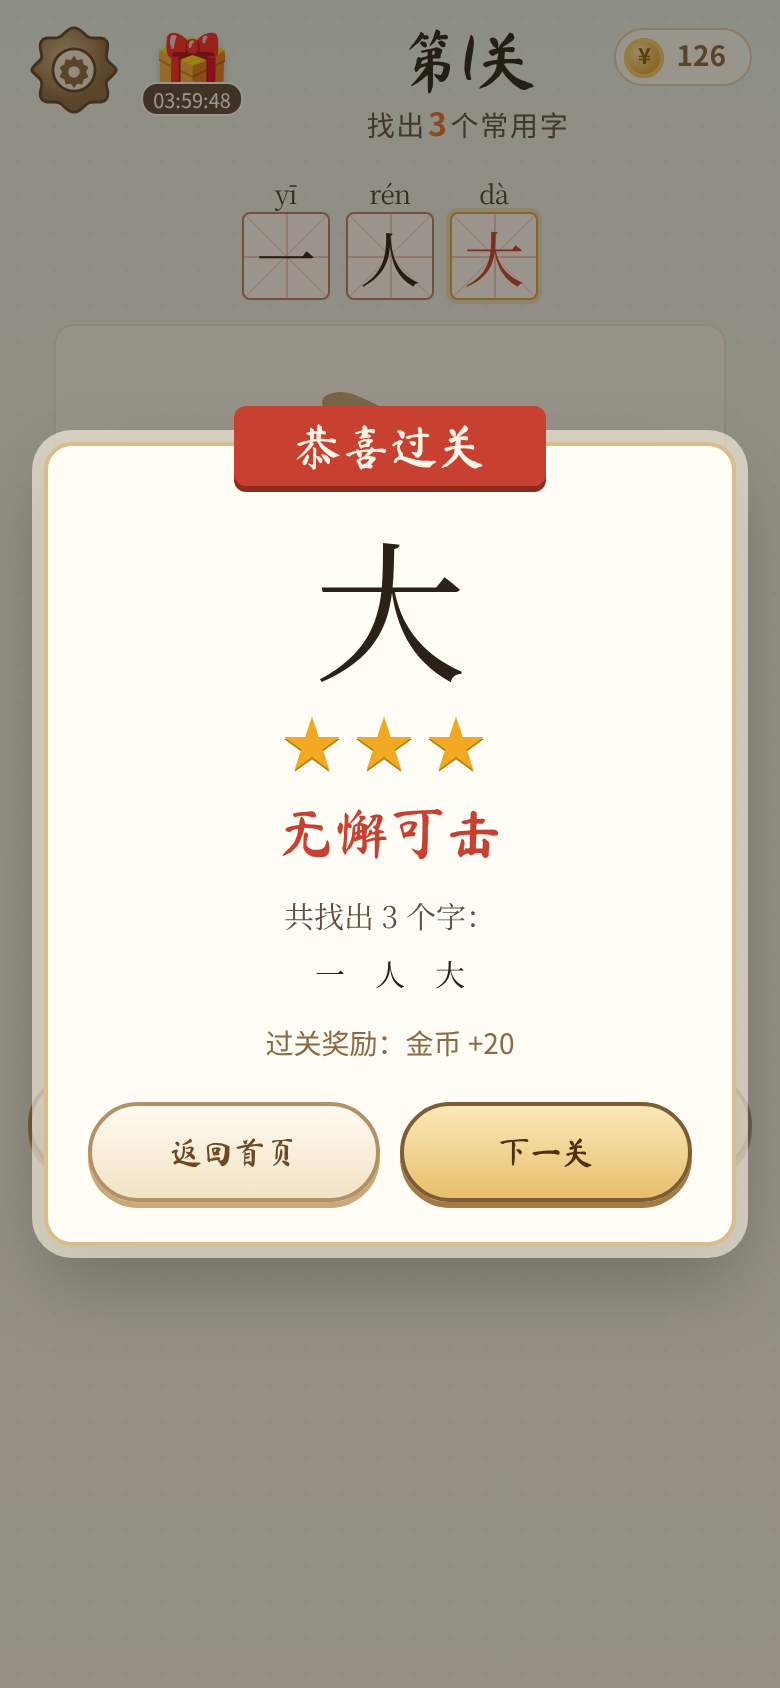 第1关
¥ 126
03:59:48
找出3个常用字
yī rén dà
一 人 大
恭喜过关
大
无懈可击
共找出 3 个字：
一 人 大
过关奖励：金币 +20
返回首页 下一关